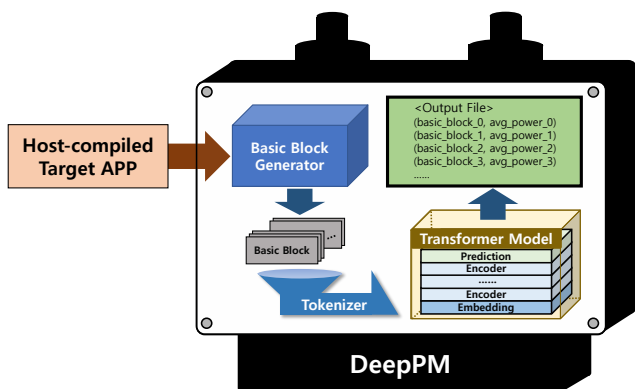 Host-compiled
Target APP
Basic Block
Generator
Basic Block
...
Tokenizer
<Output File>
(basic_block_0, avg_power_0)
(basic_block_1, avg_power_1)
(basic_block_2, avg_power_2)
(basic_block_3, avg_power_3)
......
Transformer Model
Prediction
Encoder
......
Encoder
Embedding
DeepPM